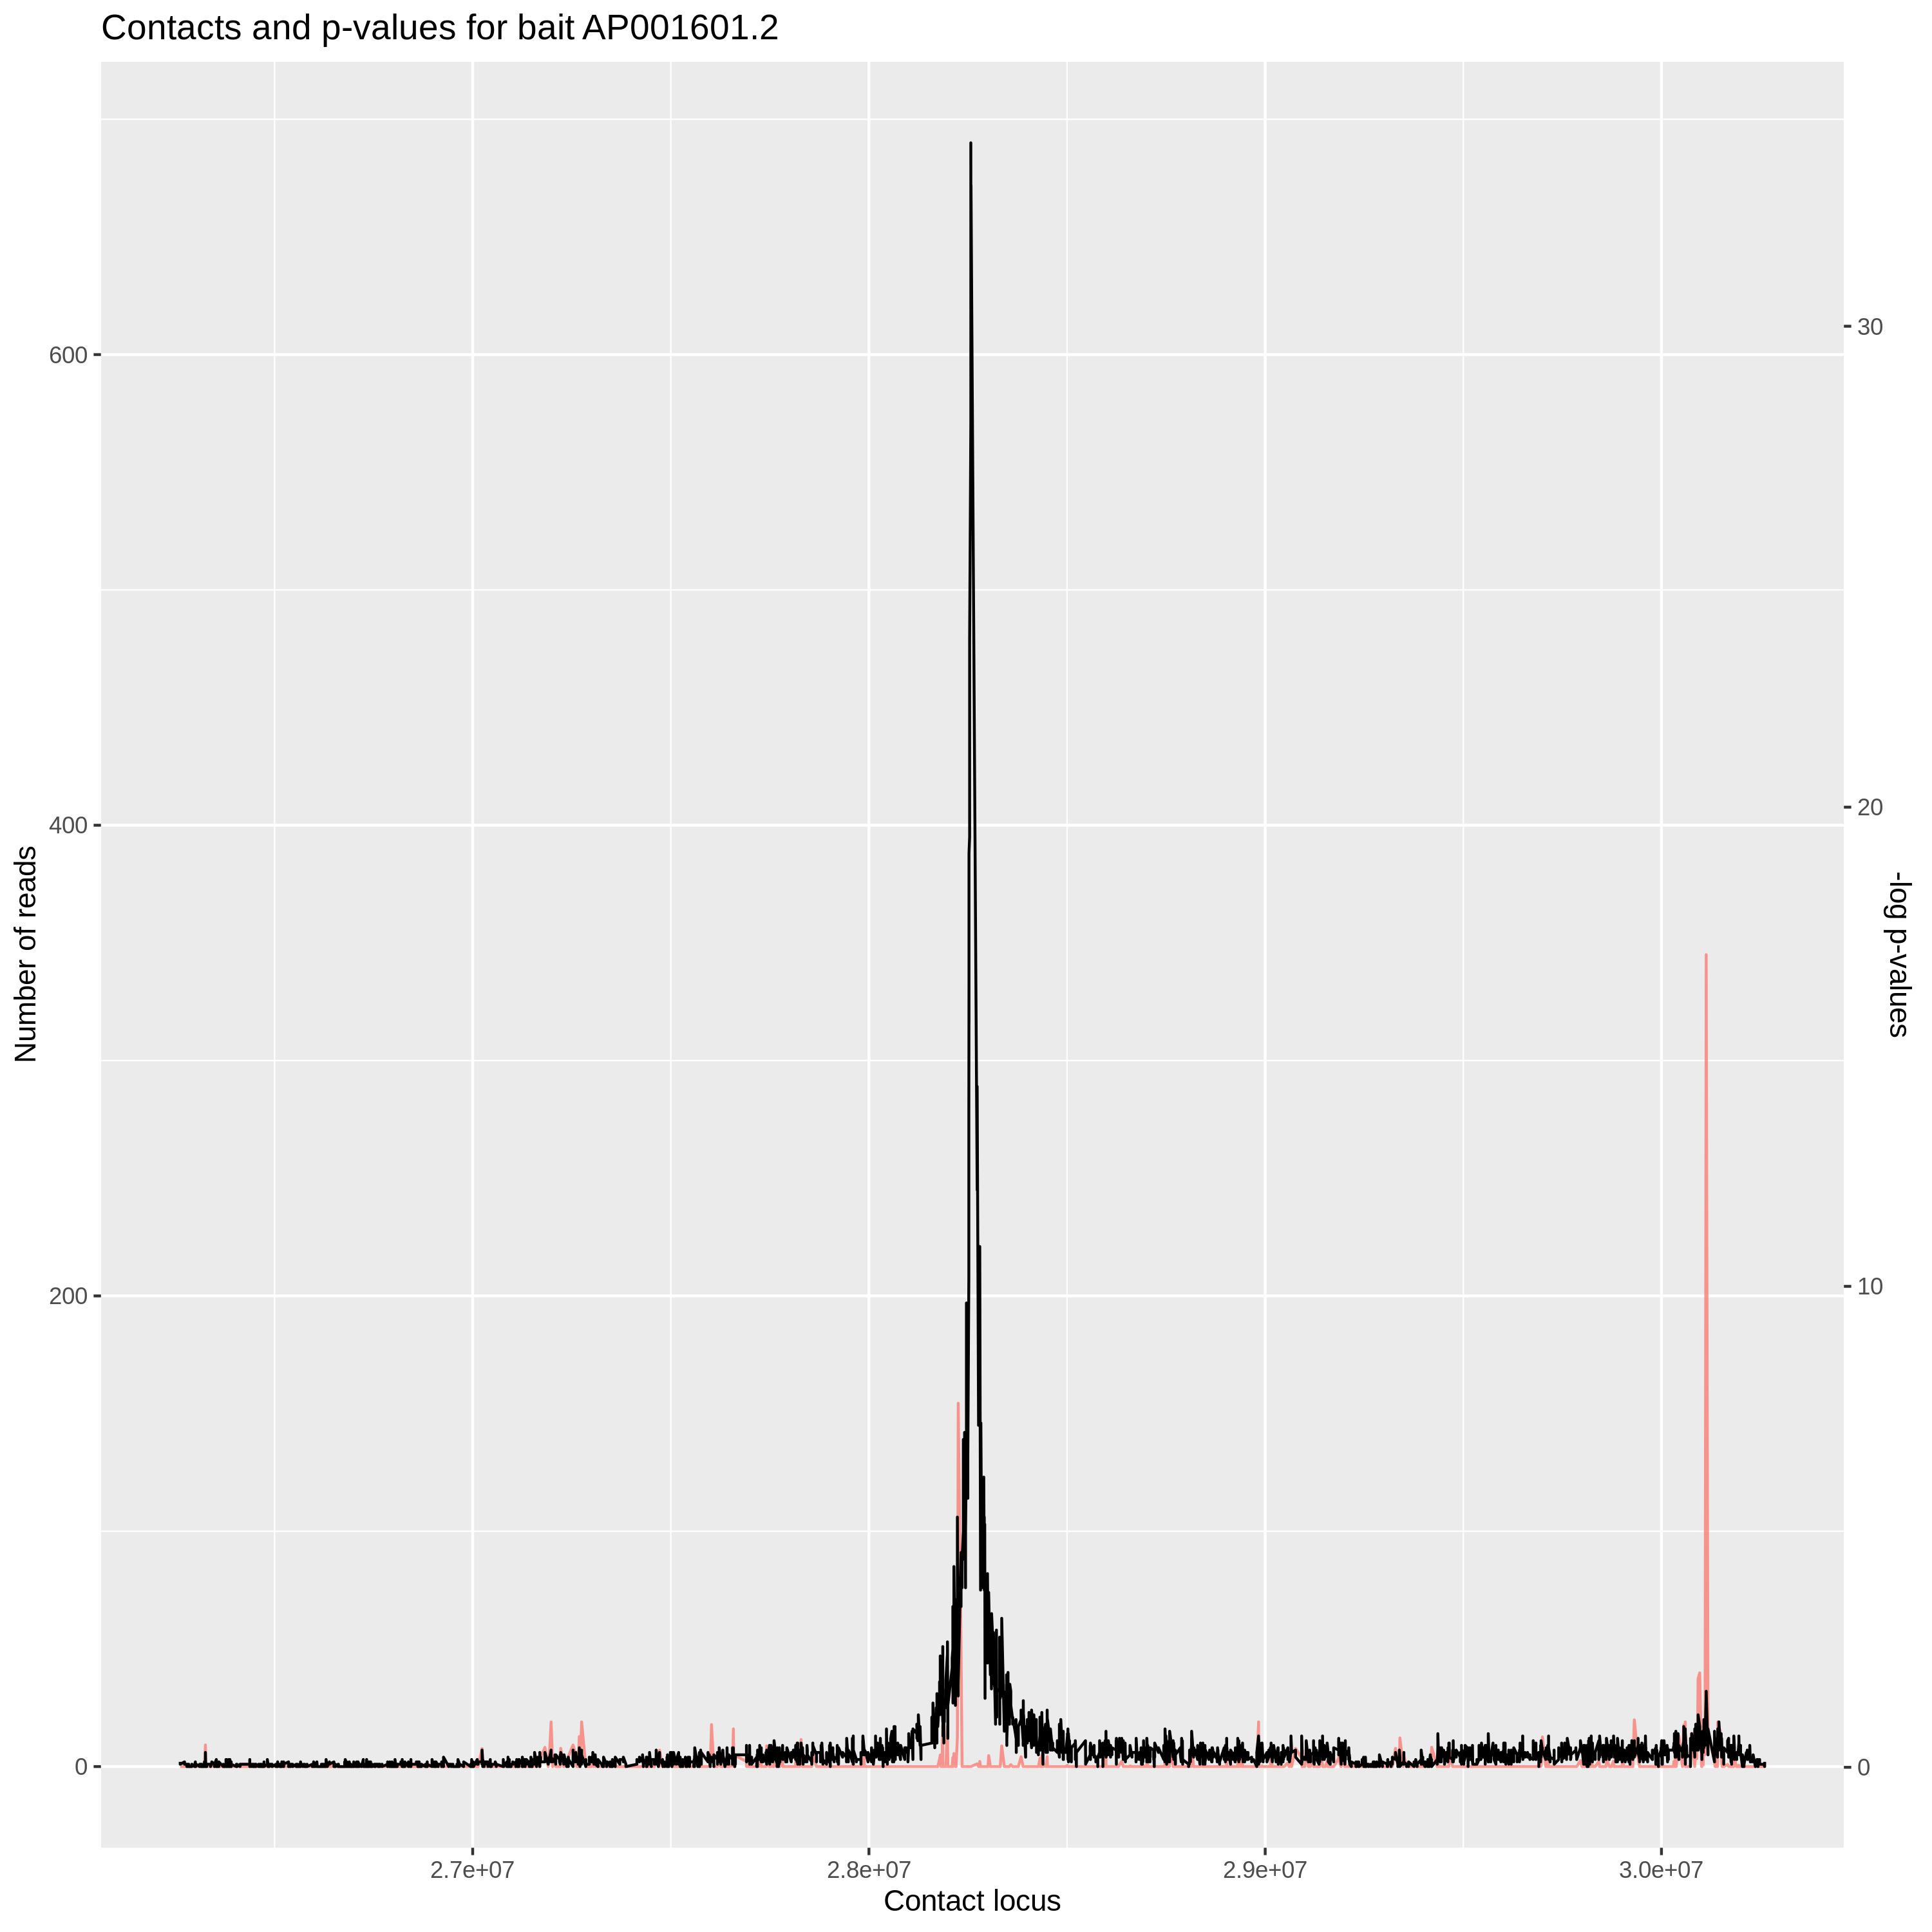 Contacts and p-values for bait AP001601.2
Number of reads
600
400
200
0
30
20
10
0
-log p-values
2.7e+07
2.8e+07
2.9e+07
3.0e+07
Contact locus